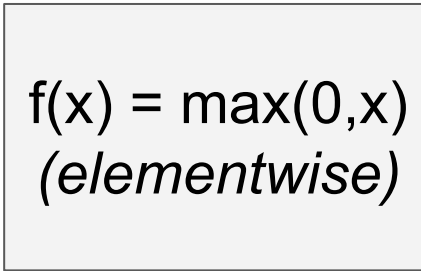 f(x) = max(0,x)
(elementwise)